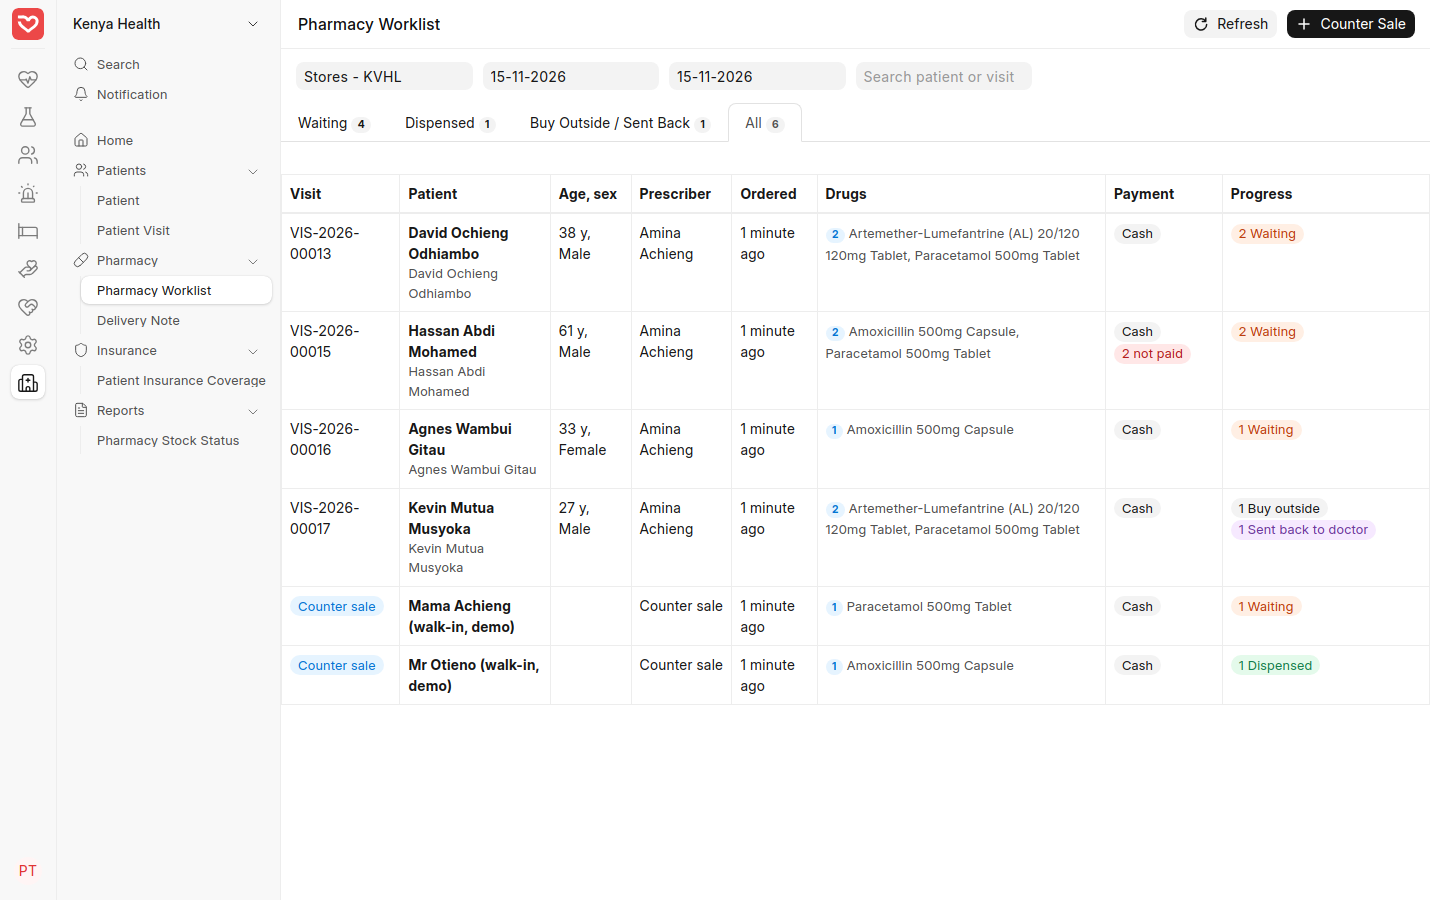 Kenya Health
Search
Notification
Home
Patients
Patient
Patient Visit
Pharmacy
Pharmacy Worklist
Delivery Note
Insurance
Patient Insurance Coverage
Reports
Pharmacy Stock Status
PT
Pharmacy Worklist
Refresh
Counter Sale
Stores - KVHL
15-11-2026
15-11-2026
Search patient or visit
Waiting 4
Dispensed 1
Buy Outside / Sent Back 1
All 6
Visit
Patient
Age, sex
Prescriber
Ordered
Drugs
Payment
Progress
VIS-2026-
00013
David Ochieng
Odhiambo
David Ochieng
Odhiambo
38 y,
Male
Amina
Achieng
1 minute
ago
2 Artemether-Lumefantrine (AL) 20/120
120mg Tablet, Paracetamol 500mg Tablet
Cash
2 Waiting
VIS-2026-
00015
Hassan Abdi
Mohamed
Hassan Abdi
Mohamed
61 y,
Male
Amina
Achieng
1 minute
ago
2 Amoxicillin 500mg Capsule,
Paracetamol 500mg Tablet
Cash
2 not paid
2 Waiting
VIS-2026-
00016
Agnes Wambui
Gitau
Agnes Wambui Gitau
33 y,
Female
Amina
Achieng
1 minute
ago
1 Amoxicillin 500mg Capsule
Cash
1 Waiting
VIS-2026-
00017
Kevin Mutua
Musyoka
Kevin Mutua
Musyoka
27 y,
Male
Amina
Achieng
1 minute
ago
2 Artemether-Lumefantrine (AL) 20/120
120mg Tablet, Paracetamol 500mg Tablet
Cash
1 Buy outside
1 Sent back to doctor
Counter sale
Mama Achieng
(walk-in, demo)
Counter sale
1 minute
ago
1 Paracetamol 500mg Tablet
Cash
1 Waiting
Counter sale
Mr Otieno (walk-in,
demo)
Counter sale
1 minute
ago
1 Amoxicillin 500mg Capsule
Cash
1 Dispensed